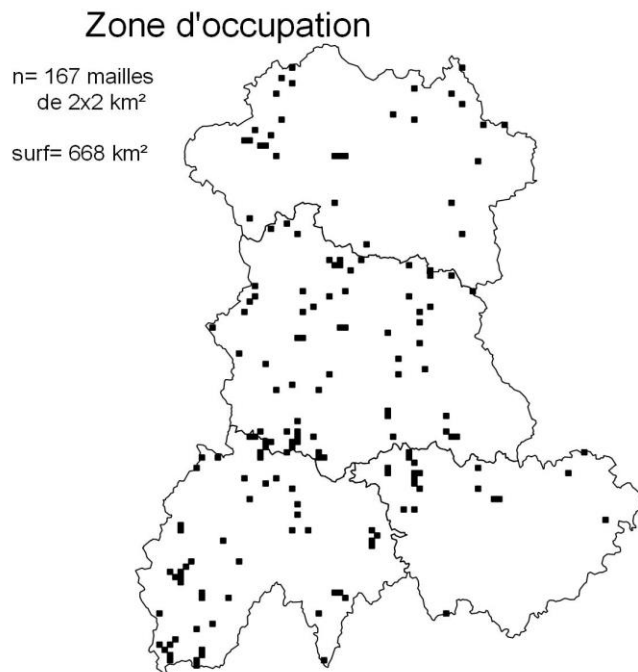 Zone d'occupation
n= 167 mailles
de 2x2 km²
surf= 668 km²